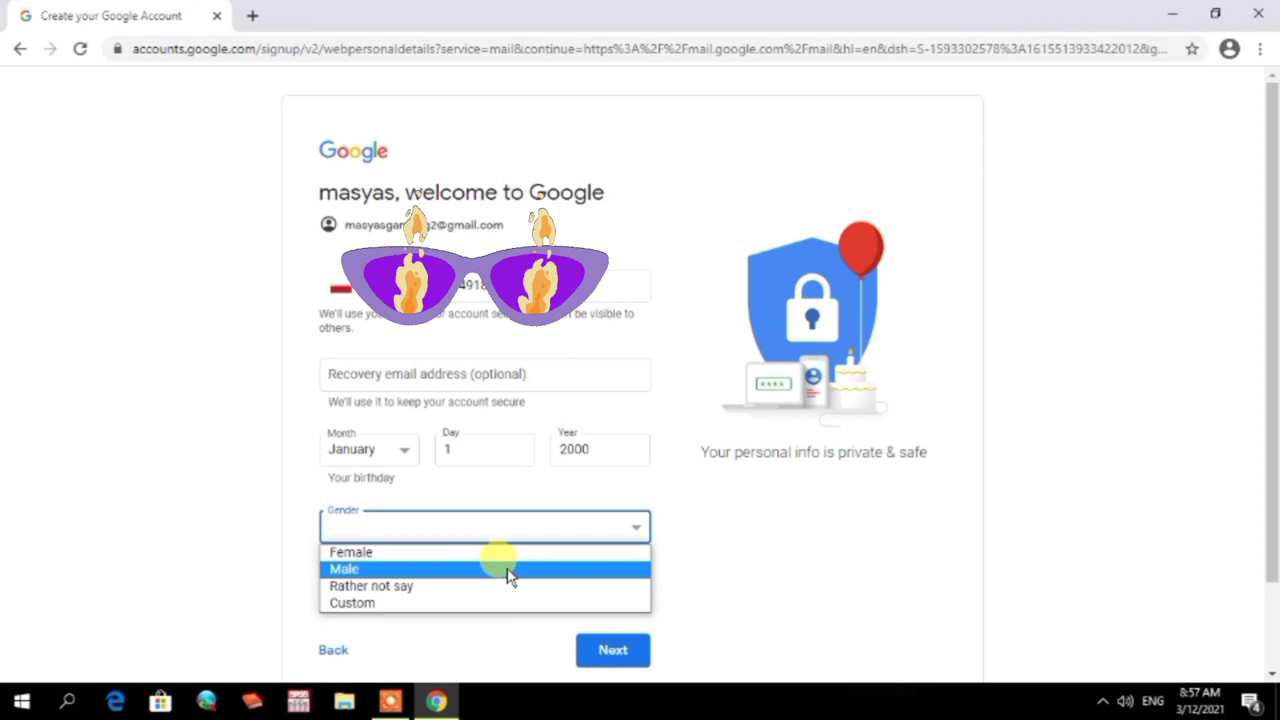 Create your Google Account
accounts.google.com/signup/v2/webpersonaldetails?service=mail&continue=https%3A%2F%2Fmail.google.com%2Fmail&hl=en&dsh=S-1593302578%3A1615513933422012&g...
Google
masyas, welcome to Google
We'll use account be visible to
others.
Recovery email address (optional)
We'll use it to keep your account secure
Month Day Year
January 1 2000
Your birthday
Your personal info is private & safe
Gender
Female
Male
Rather not say
Custom
Back Next
ENG
8:57 AM
3/12/2021
4